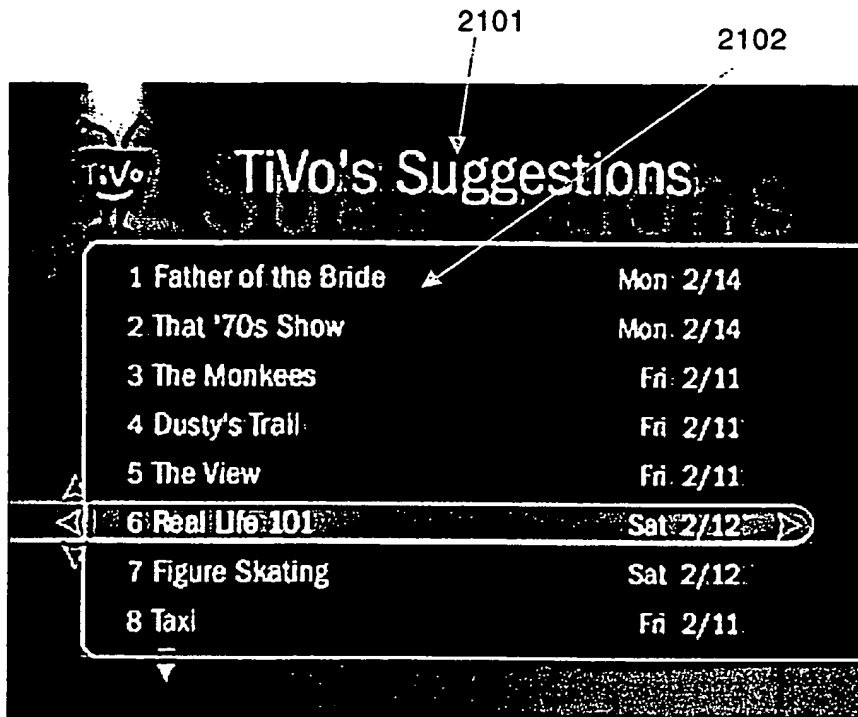 2101
2102
TiVo
TiVo's Suggestions
1 Father of the Bride Mon 2/14
2 That '70s Show Mon 2/14
3 The Monkees Fri 2/11
4 Dusty's Trail Fri 2/11
5 The View Fri 2/11
6 Real Life 101 Sat 2/12
7 Figure Skating Sat 2/12
8 Taxi Fri 2/11